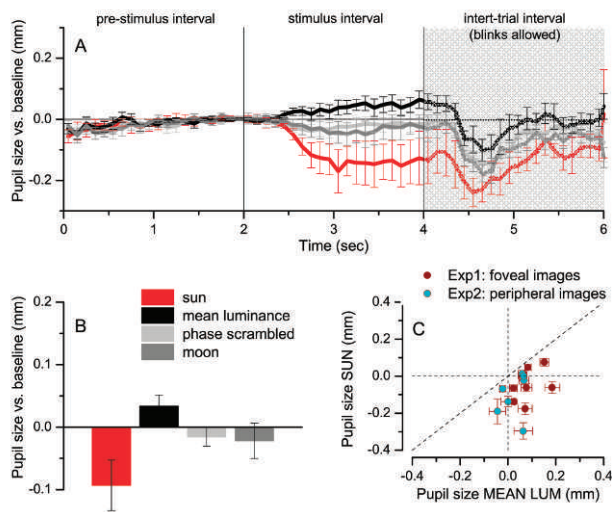 pre-stimulus interval
stimulus interval
intert-trial interval
(blinks allowed)
A
Pupil size vs. baseline (mm)
0.2
0.0
-0.2
0 1 2 3 4 5 6
Time (sec)
B
Pupil size vs. baseline (mm)
0.2
0.1
0.0
-0.1
sun
mean luminance
phase scrambled
moon
Exp1: foveal images
Exp2: peripheral images
C
Pupil size SUN (mm)
0.4
0.2
0.0
-0.2
-0.4
-0.4 -0.2 0.0 0.2 0.4
Pupil size MEAN LUM (mm)